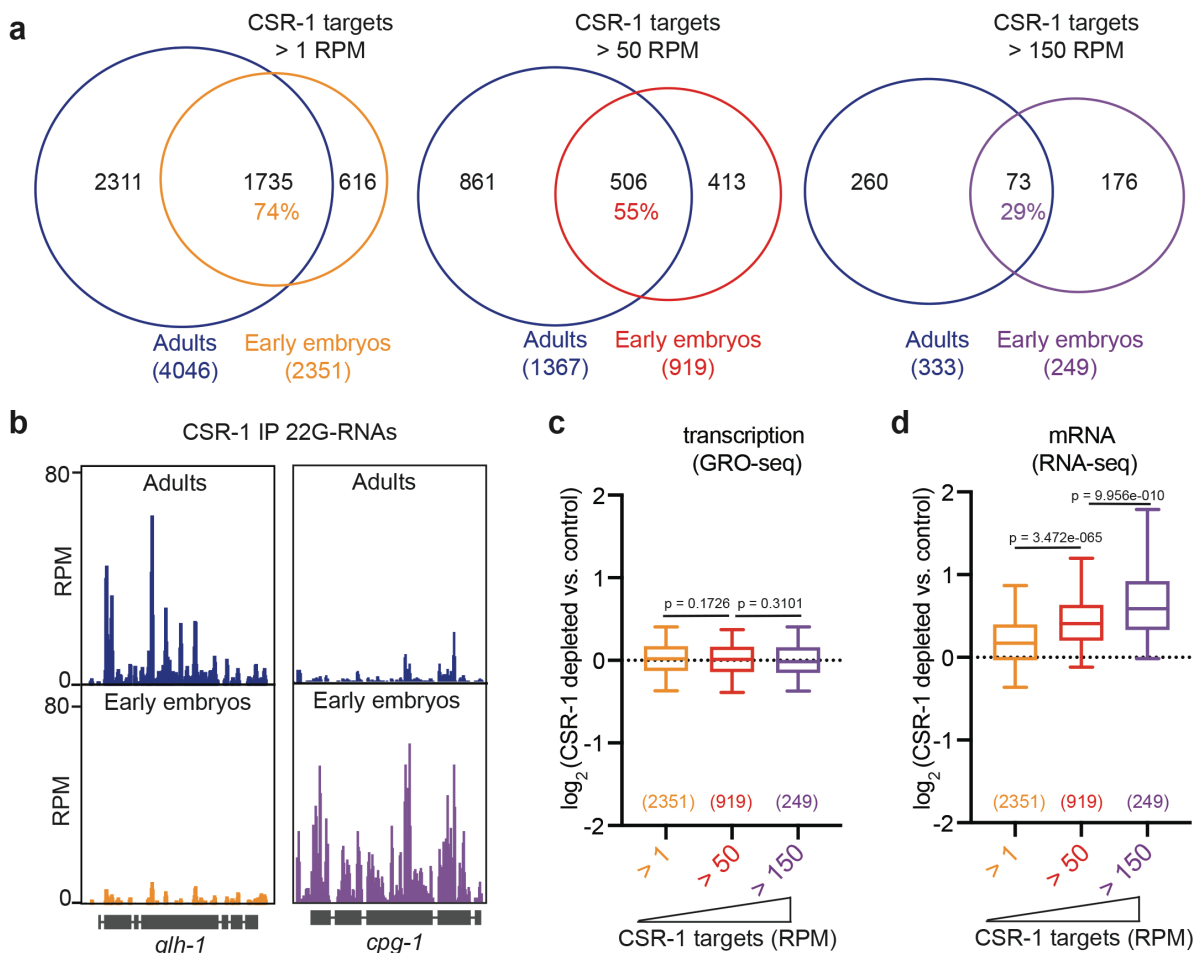 a
CSR-1 targets
> 1 RPM
2311
1735
616
74%
Adults
(4046)
Early embryos
(2351)
CSR-1 targets
> 50 RPM
861
506
413
55%
Adults
(1367)
Early embryos
(919)
CSR-1 targets
> 150 RPM
260
73
176
29%
Adults
(333)
Early embryos
(249)
b
CSR-1 IP 22G-RNAs
80
RPM
0
Adults
Adults
80
RPM
0
Early embryos
Early embryos
glh-1
cpg-1
c
transcription
(GRO-seq)
log2 (CSR-1 depleted vs. control)
2
1
0
-1
-2
p = 0.1726
p = 0.3101
(2351)
(919)
(249)
> 1
> 50
> 150
CSR-1 targets (RPM)
d
mRNA
(RNA-seq)
log2 (CSR-1 depleted vs. control)
2
1
0
-1
-2
p = 9.956e-010
p = 3.472e-065
(2351)
(919)
(249)
> 1
> 50
> 150
CSR-1 targets (RPM)